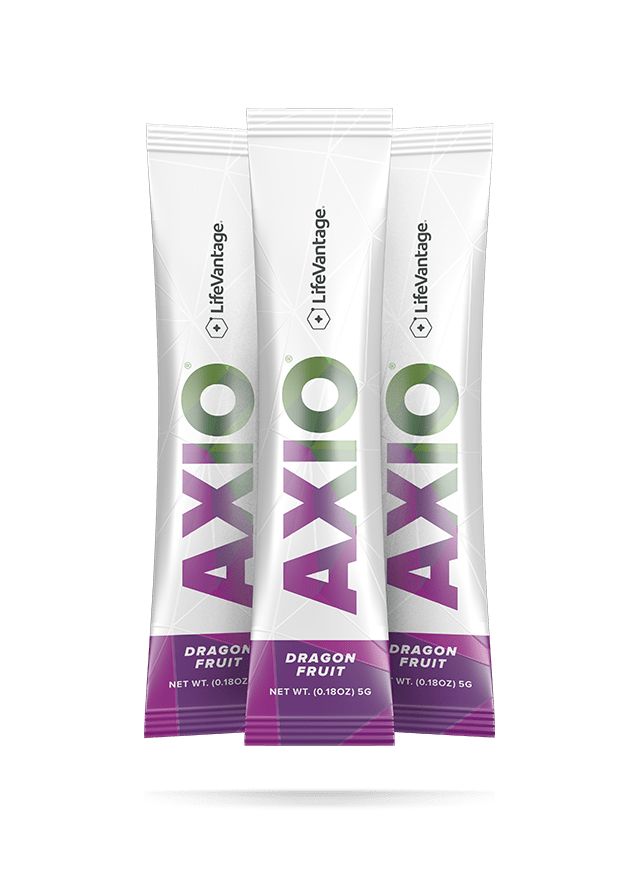 LifeVantage®
AXIO®
DRAGON
FRUIT
NET WT. (0.18OZ)
LifeVantage®
AXIO®
DRAGON
FRUIT
NET WT. (0.18OZ) 5G
LifeVantage®
AXIO®
DRAGON
FRUIT
WT. (0.18OZ) 5G